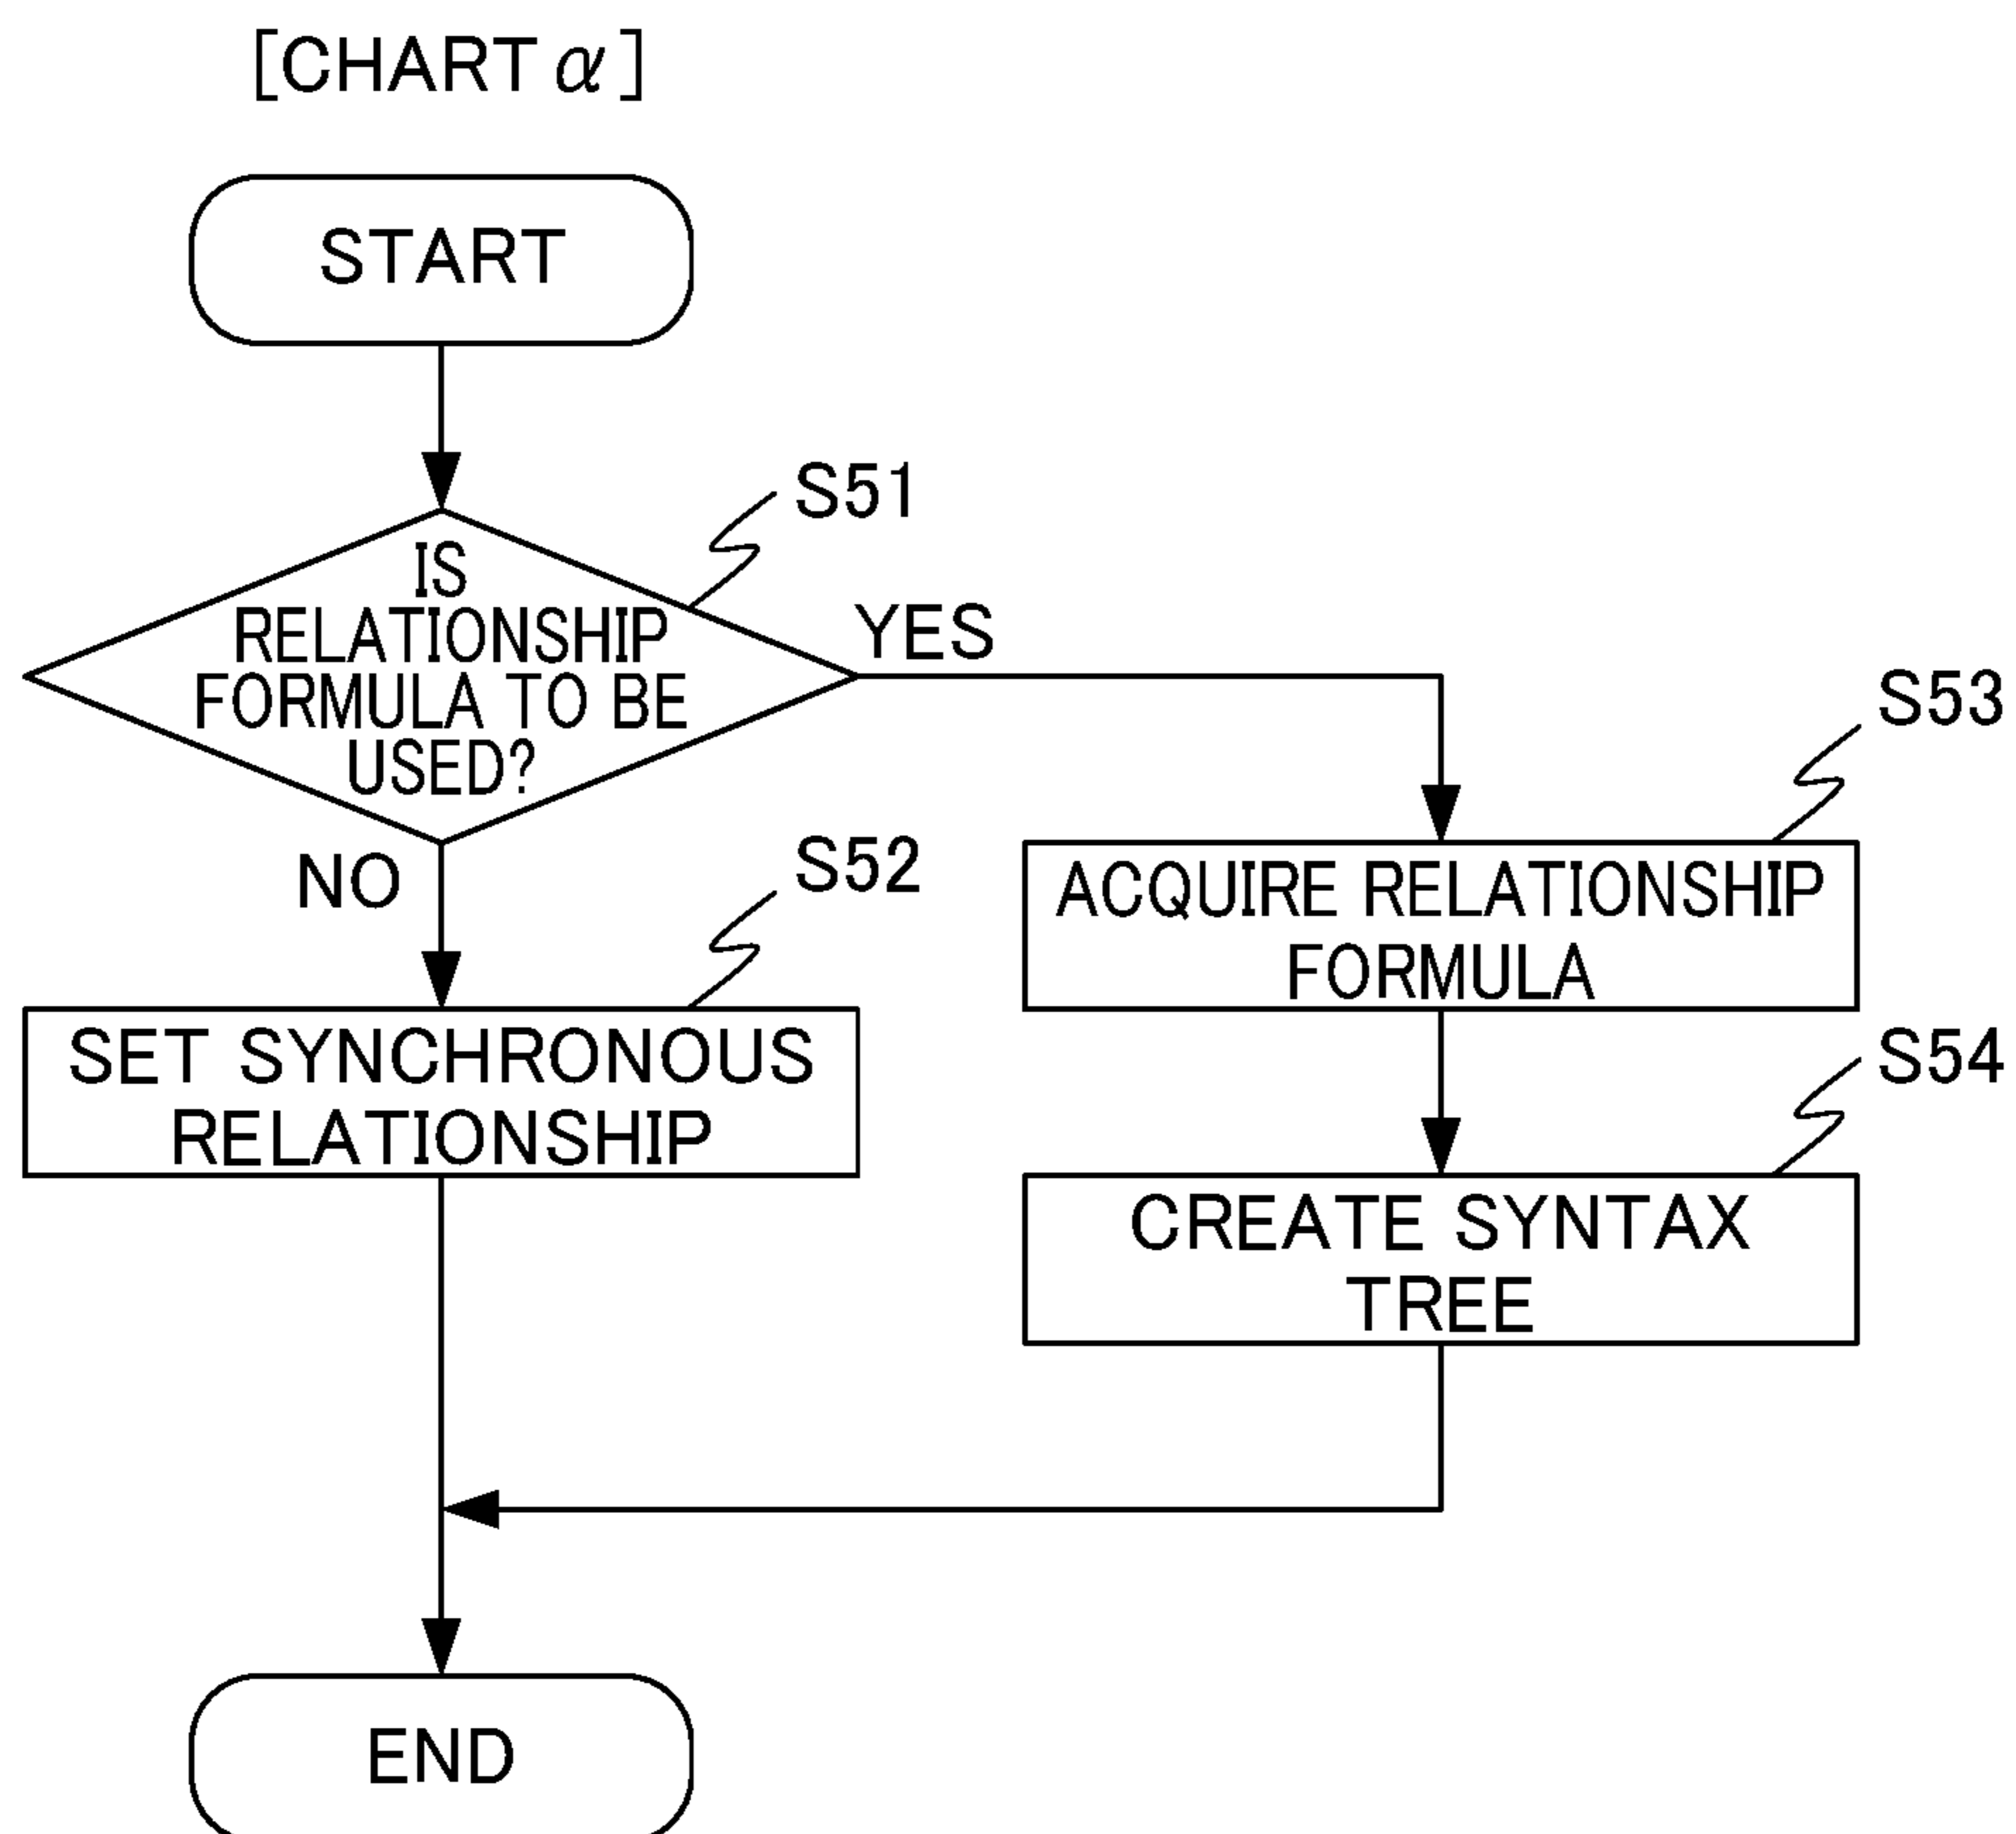 [CHART α]
START
S51
IS
RELATIONSHIP
FORMULA TO BE
USED?
YES
NO
S52
SET SYNCHRONOUS
RELATIONSHIP
S53
ACQUIRE RELATIONSHIP
FORMULA
S54
CREATE SYNTAX
TREE
END